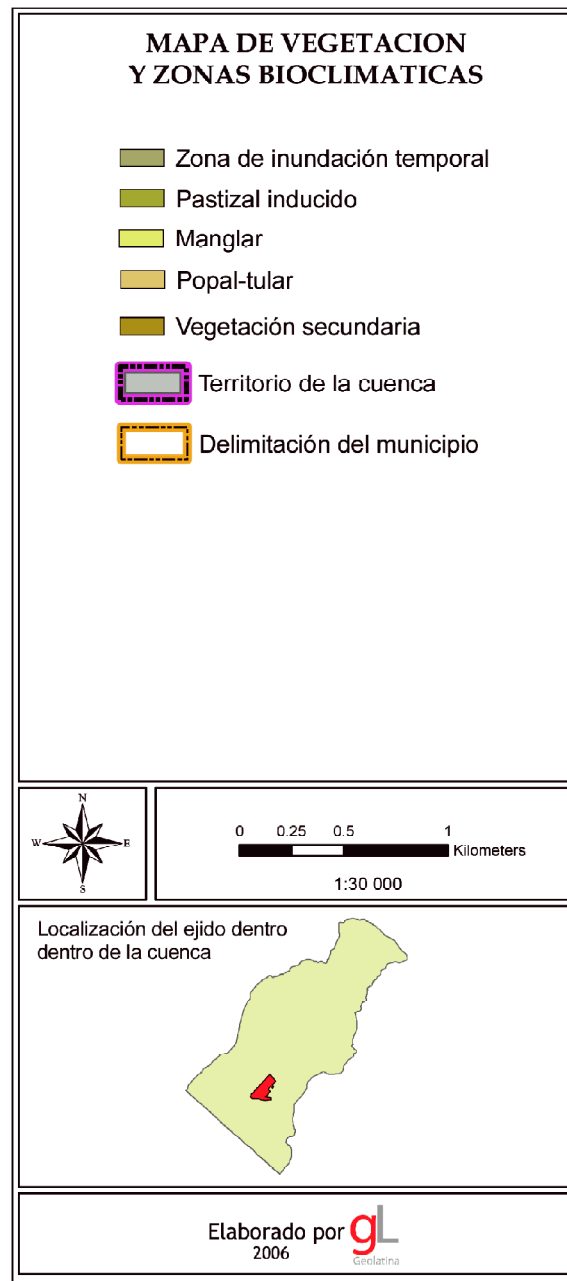 MAPA DE VEGETACION
Y ZONAS BIOCLIMATICAS
Zona de inundación temporal
Pastizal inducido
Manglar
Popal-tular
Vegetación secundaria
Territorio de la cuenca
Delimitación del municipio
N
W E
S
0 0.25 0.5 1
Kilometers
1:30 000
Localización del ejido dentro
dentro de la cuenca
Elaborado por gL
2006
Geolatina